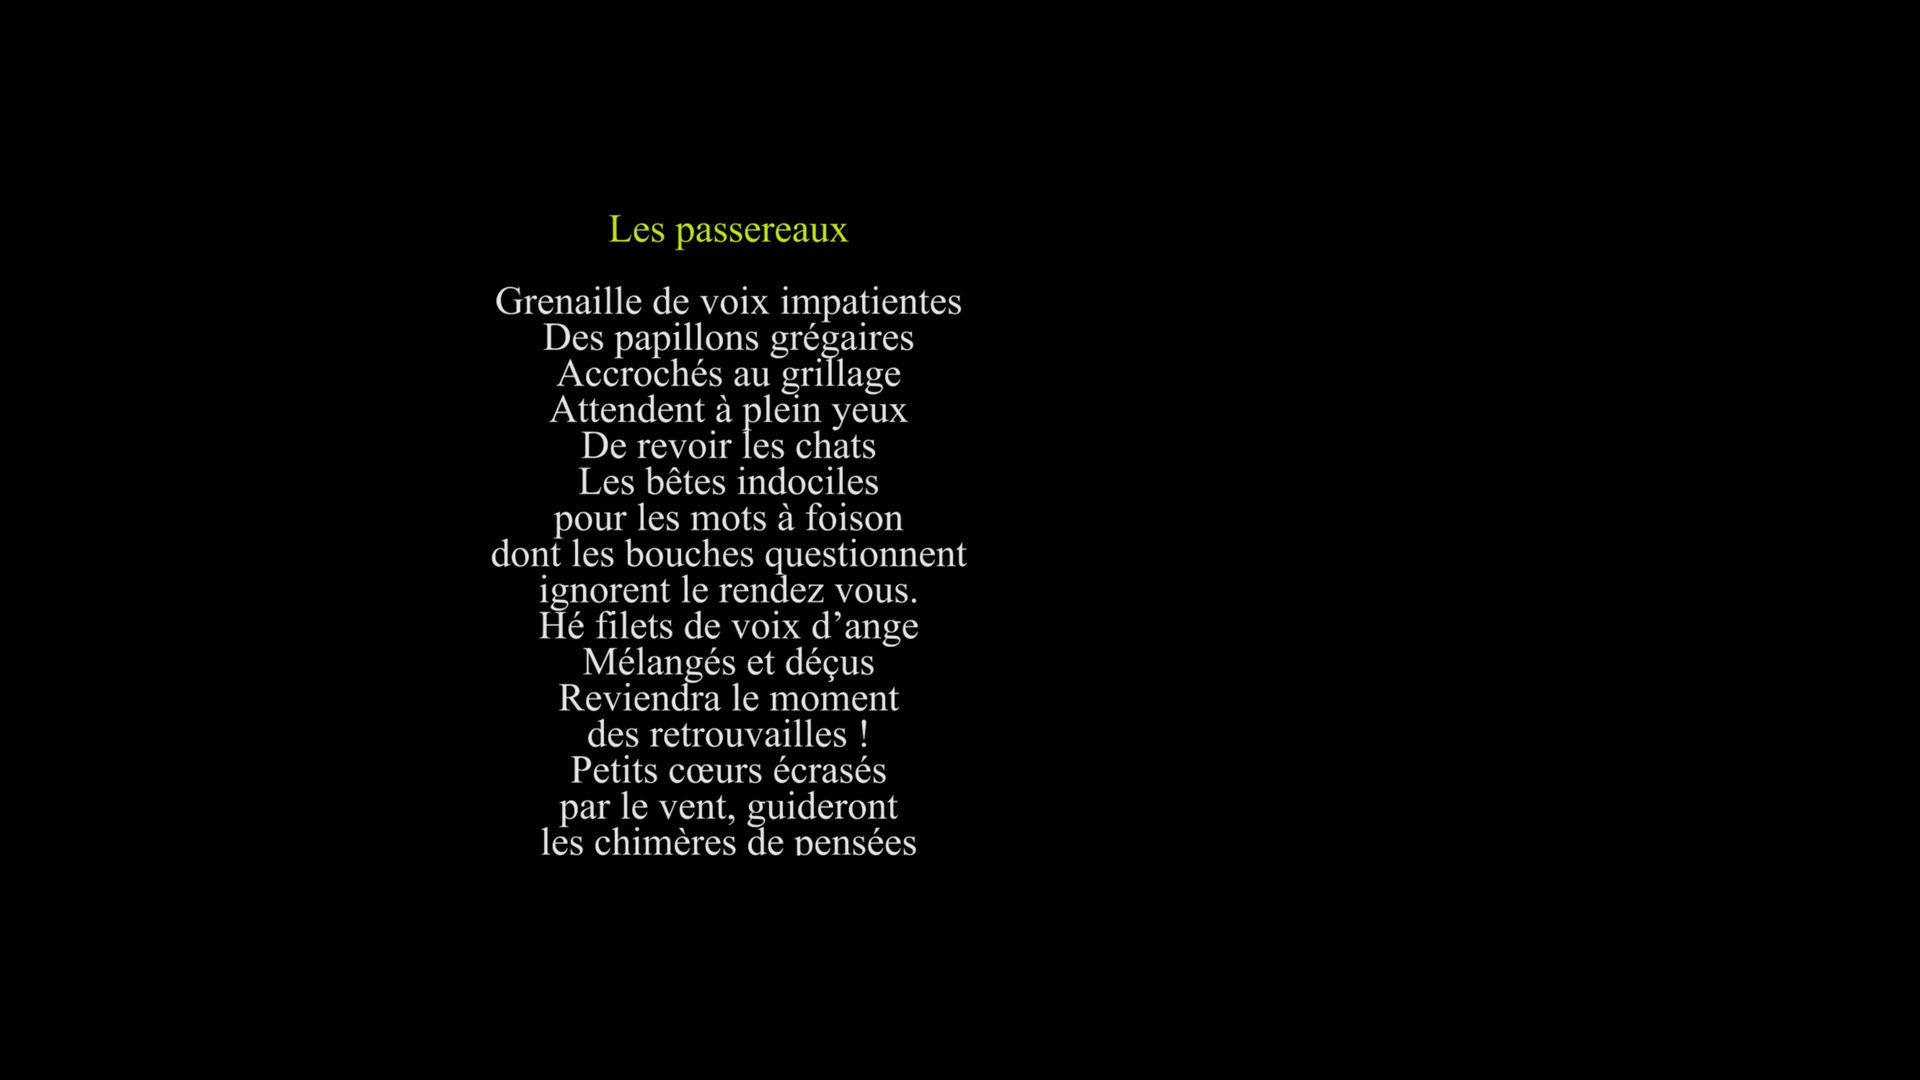 Les passereaux
Grenaille de voix impatientes
Des papillons grégaires
Accrochés au grillage
Attendent à plein yeux
De revoir les chats
Les bêtes indociles
pour les mots à foison
dont les bouches questionnent
ignorent le rendez vous.
Hé filets de voix d’ange
Mélangés et déçus
Reviendra le moment
des retrouvailles !
Petits cœurs écrasés
par le vent, guideront
les chimères de pensées